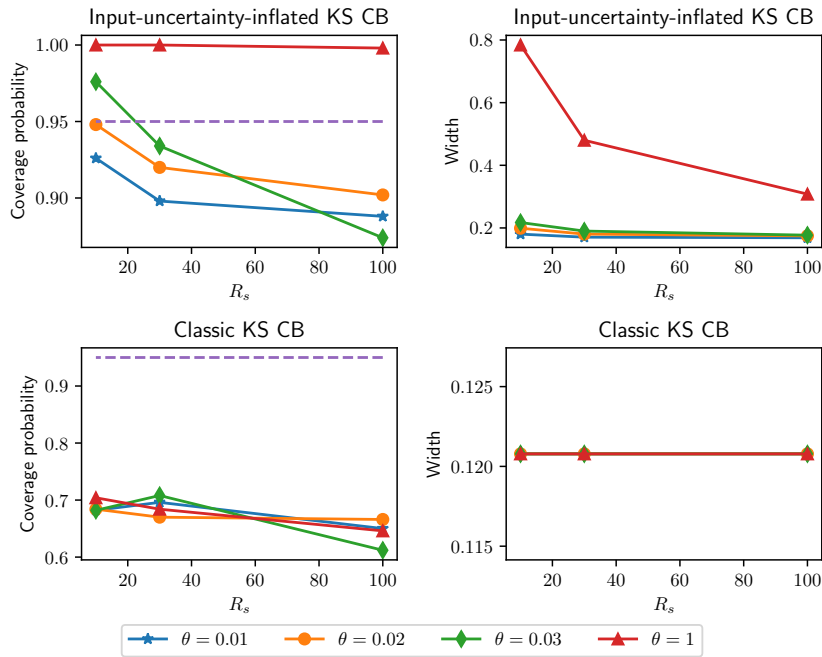 Input-uncertainty-inflated KS CB
Coverage probability
1.00
0.95
0.90
20 40 60 80 100
R_s
Input-uncertainty-inflated KS CB
Width
0.8
0.6
0.4
0.2
20 40 60 80 100
R_s
Classic KS CB
Coverage probability
0.9
0.8
0.7
0.6
20 40 60 80 100
R_s
Classic KS CB
Width
0.125
0.120
0.115
20 40 60 80 100
R_s
θ = 0.01 θ = 0.02 θ = 0.03 θ = 1